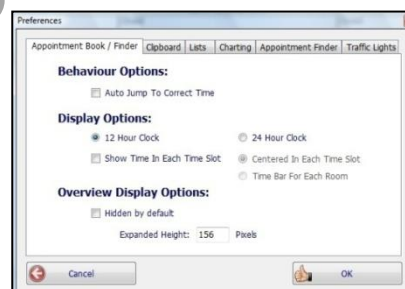 Preferences
Appointment Book / Finder Clipboard Lists Charting Appointment Finder Traffic Lights
Behaviour Options:
Auto Jump To Correct Time
Display Options:
12 Hour Clock 24 Hour Clock
Show Time In Each Time Slot Centered In Each Time Slot
Time Bar For Each Room
Overview Display Options:
Hidden by default
Expanded Height: 156 Pixels
Cancel OK